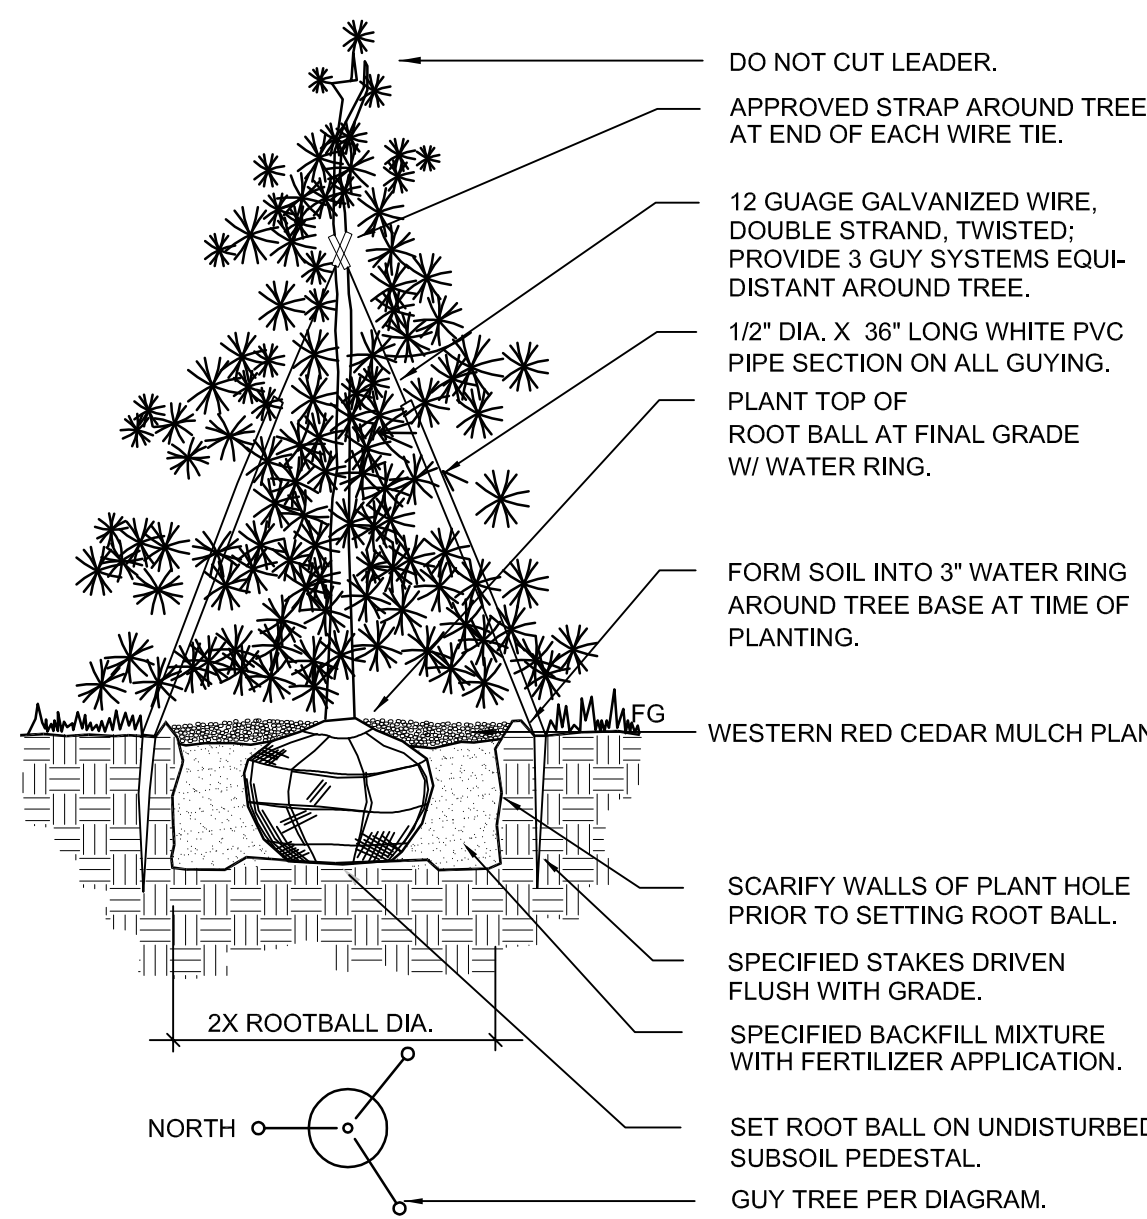 DO NOT CUT LEADER.
APPROVED STRAP AROUND TREE
AT END OF EACH WIRE TIE.
12 GUAGE GALVANIZED WIRE,
DOUBLE STRAND, TWISTED;
PROVIDE 3 GUY SYSTEMS EQUI-
DISTANT AROUND TREE.
1/2" DIA. X 36" LONG WHITE PVC
PIPE SECTION ON ALL GUYING.
PLANT TOP OF
ROOT BALL AT FINAL GRADE
W/ WATER RING.
FORM SOIL INTO 3" WATER RING
AROUND TREE BASE AT TIME OF
PLANTING.
FG
WESTERN RED CEDAR MULCH PLAN
SCARIFY WALLS OF PLANT HOLE
PRIOR TO SETTING ROOT BALL.
SPECIFIED STAKES DRIVEN
FLUSH WITH GRADE.
2X ROOTBALL DIA.
SPECIFIED BACKFILL MIXTURE
WITH FERTILIZER APPLICATION.
NORTH
SET ROOT BALL ON UNDISTURBED
SUBSOIL PEDESTAL.
GUY TREE PER DIAGRAM.